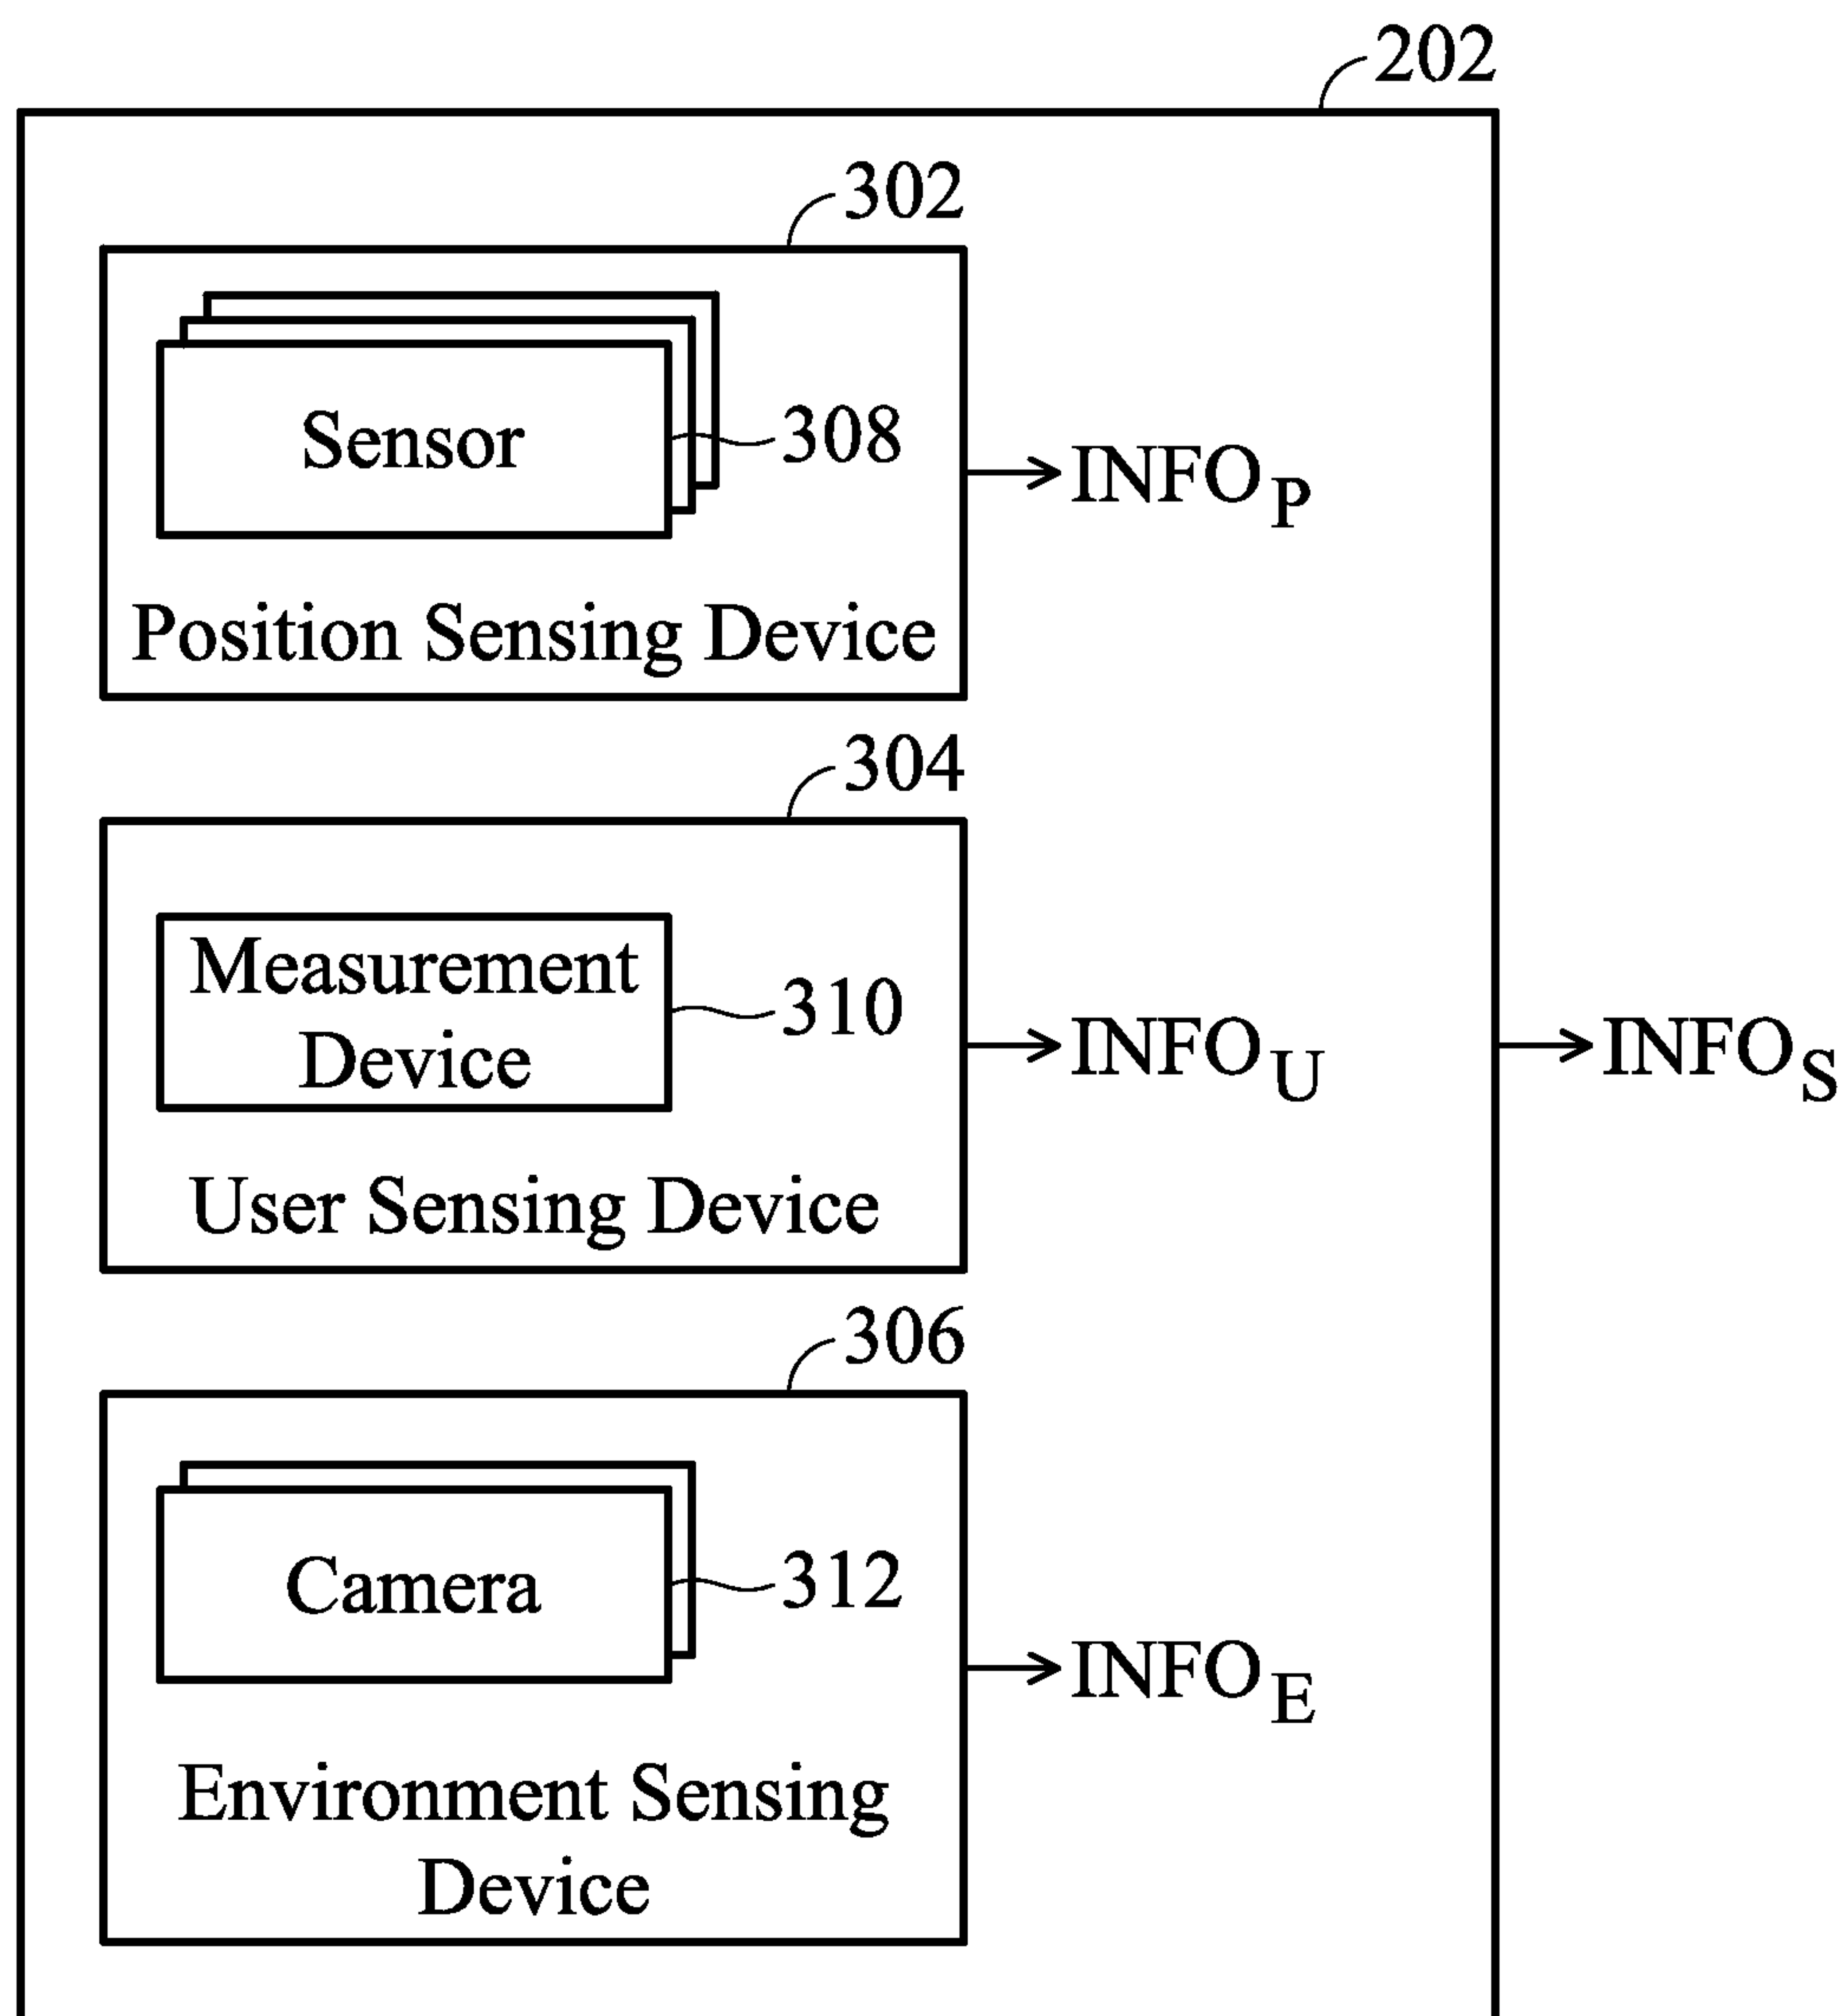 202
302
Sensor
308
INFOP
Position Sensing Device
304
Measurement
Device
310
INFOU
INFOS
User Sensing Device
306
Camera
312
INFOE
Environment Sensing
Device